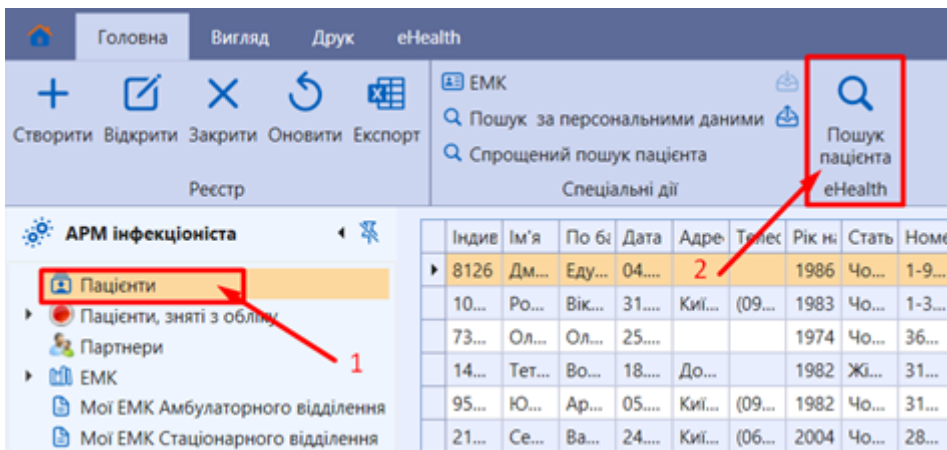 Головна Вигляд Друк eHealth
Створити Відкрити Закрити Оновити Експорт
Реєстр
ЕМК
Пошук за персональними даними
Спрощений пошук пацієнта
Спеціальні дії
Пошук
пацієнта
eHealth
АРМ інфекціоніста
Пацієнти
Пацієнти, зняті з обліку
Партнери
ЕМК
Мої ЕМК Амбулаторного відділення
Мої ЕМК Стаціонарного відділення
1
2
Індив Ім'я По ба Дата Адре Телес Рік на Стать Номе
8126 Дм... Еду... 04.... 1986 Чо... 1-9...
10... Ро... Вік... 31.... Киї... (09... 1983 Чо... 1-3...
73... Ол... Ол... 25.... 1974 Чо... 36...
14... Тет... Во... 18.... До... 1982 Жі... 31...
95... Ю... Ар... 05.... Киї... (09... 1982 Чо... 31...
21... Се... Ва... 24.... Киї... (06... 2004 Чо... 28...